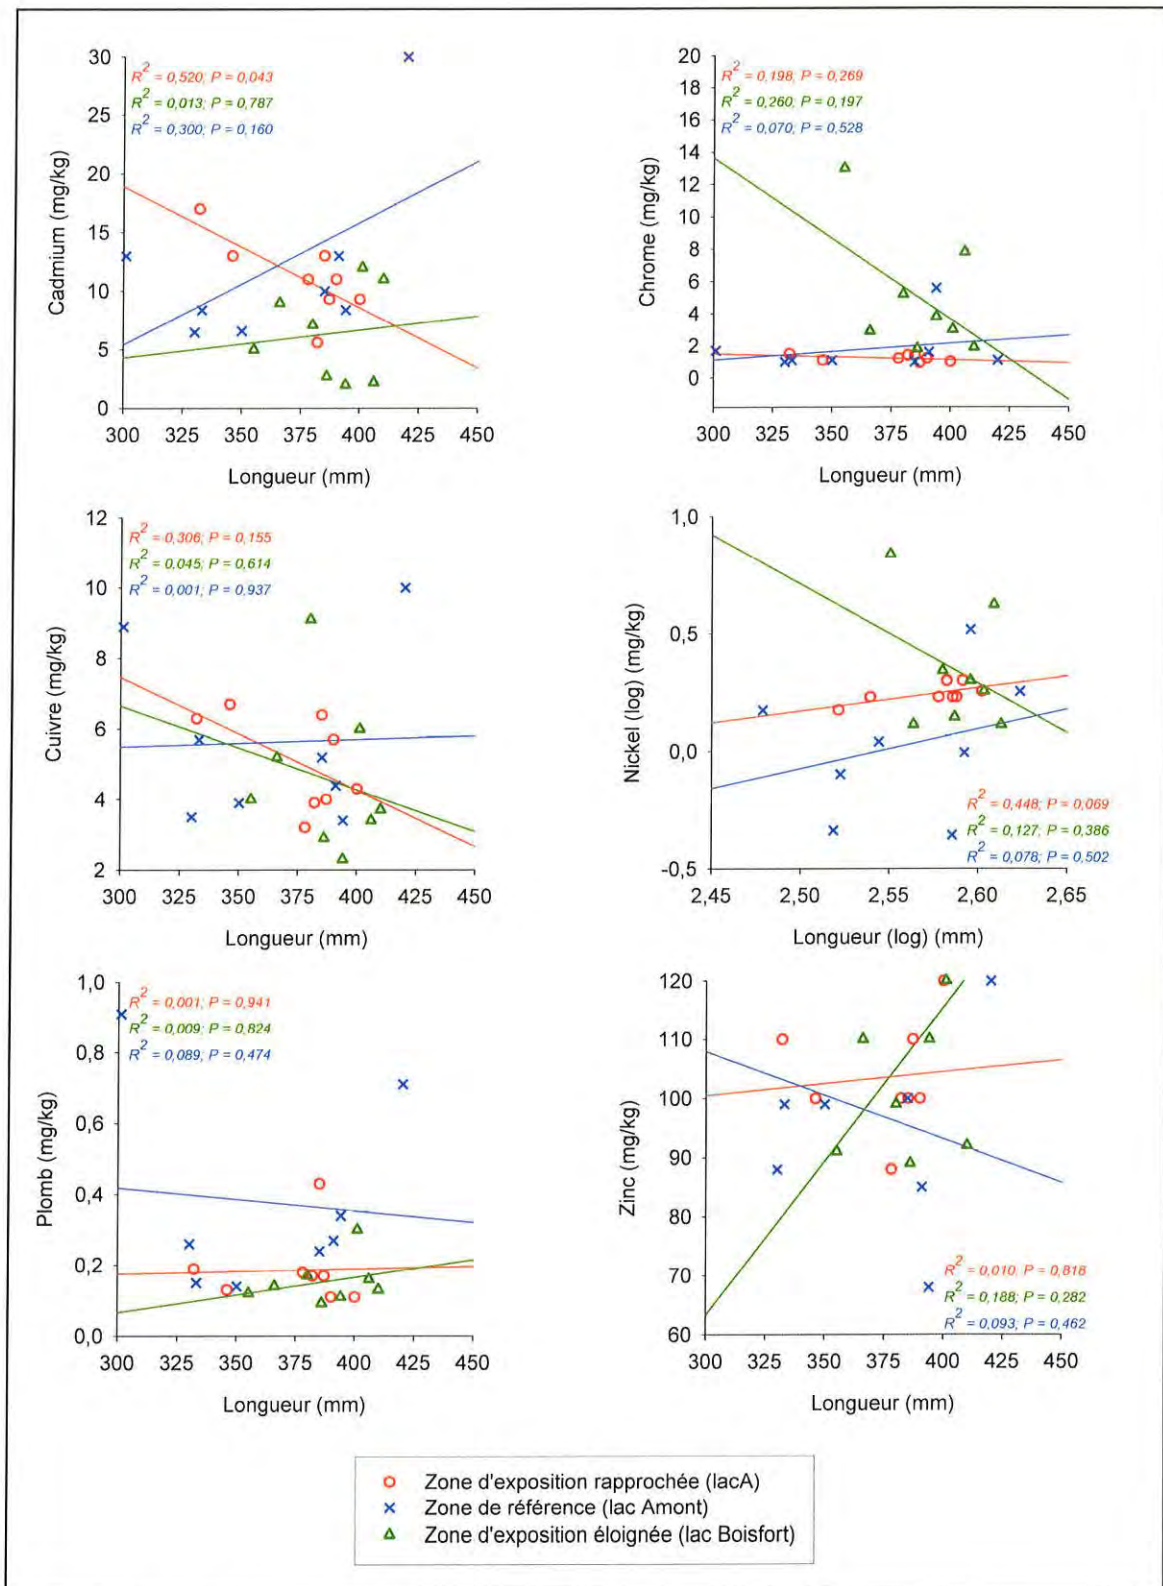 30
25
20
15
10
5
0
Cadmium (mg/kg)
R² = 0,520; P = 0,043
R² = 0,013; P = 0,787
R² = 0,300; P = 0,160
300 325 350 375 400 425 450
Longueur (mm)
20
18
16
14
12
10
8
6
4
2
0
Chrome (mg/kg)
R² = 0,198; P = 0,269
R² = 0,260; P = 0,197
R² = 0,070; P = 0,528
300 325 350 375 400 425 450
Longueur (mm)
12
10
8
6
4
2
Cuivre (mg/kg)
R² = 0,306; P = 0,155
R² = 0,045; P = 0,614
R² = 0,001; P = 0,937
300 325 350 375 400 425 450
Longueur (mm)
1,0
0,5
0,0
-0,5
Nickel (log) (mg/kg)
R² = 0,448; P = 0,069
R² = 0,127; P = 0,386
R² = 0,078; P = 0,502
2,45 2,50 2,55 2,60 2,65
Longueur (log) (mm)
1,0
0,8
0,6
0,4
0,2
0,0
Plomb (mg/kg)
R² = 0,001; P = 0,941
R² = 0,009; P = 0,824
R² = 0,089; P = 0,474
300 325 350 375 400 425 450
Longueur (mm)
120
110
100
90
80
70
60
Zinc (mg/kg)
R² = 0,010; P = 0,818
R² = 0,188; P = 0,282
R² = 0,093; P = 0,462
300 325 350 375 400 425 450
Longueur (mm)
Zone d'exposition rapprochée (lacA)
Zone de référence (lac Amont)
Zone d'exposition éloignée (lac Boisfort)